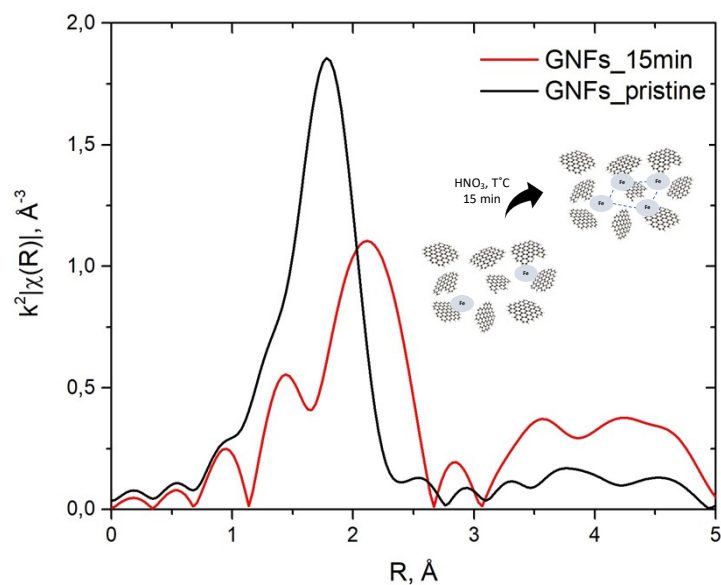 2,0
1,5
1,0
0,5
0,0
k²|χ(R)|, Å⁻³
GNFs_15min
GNFs_pristine
HNO₃, T˚C
15 min
Fe
Fe
Fe
Fe
Fe
Fe
0 1 2 3 4 5
R, Å